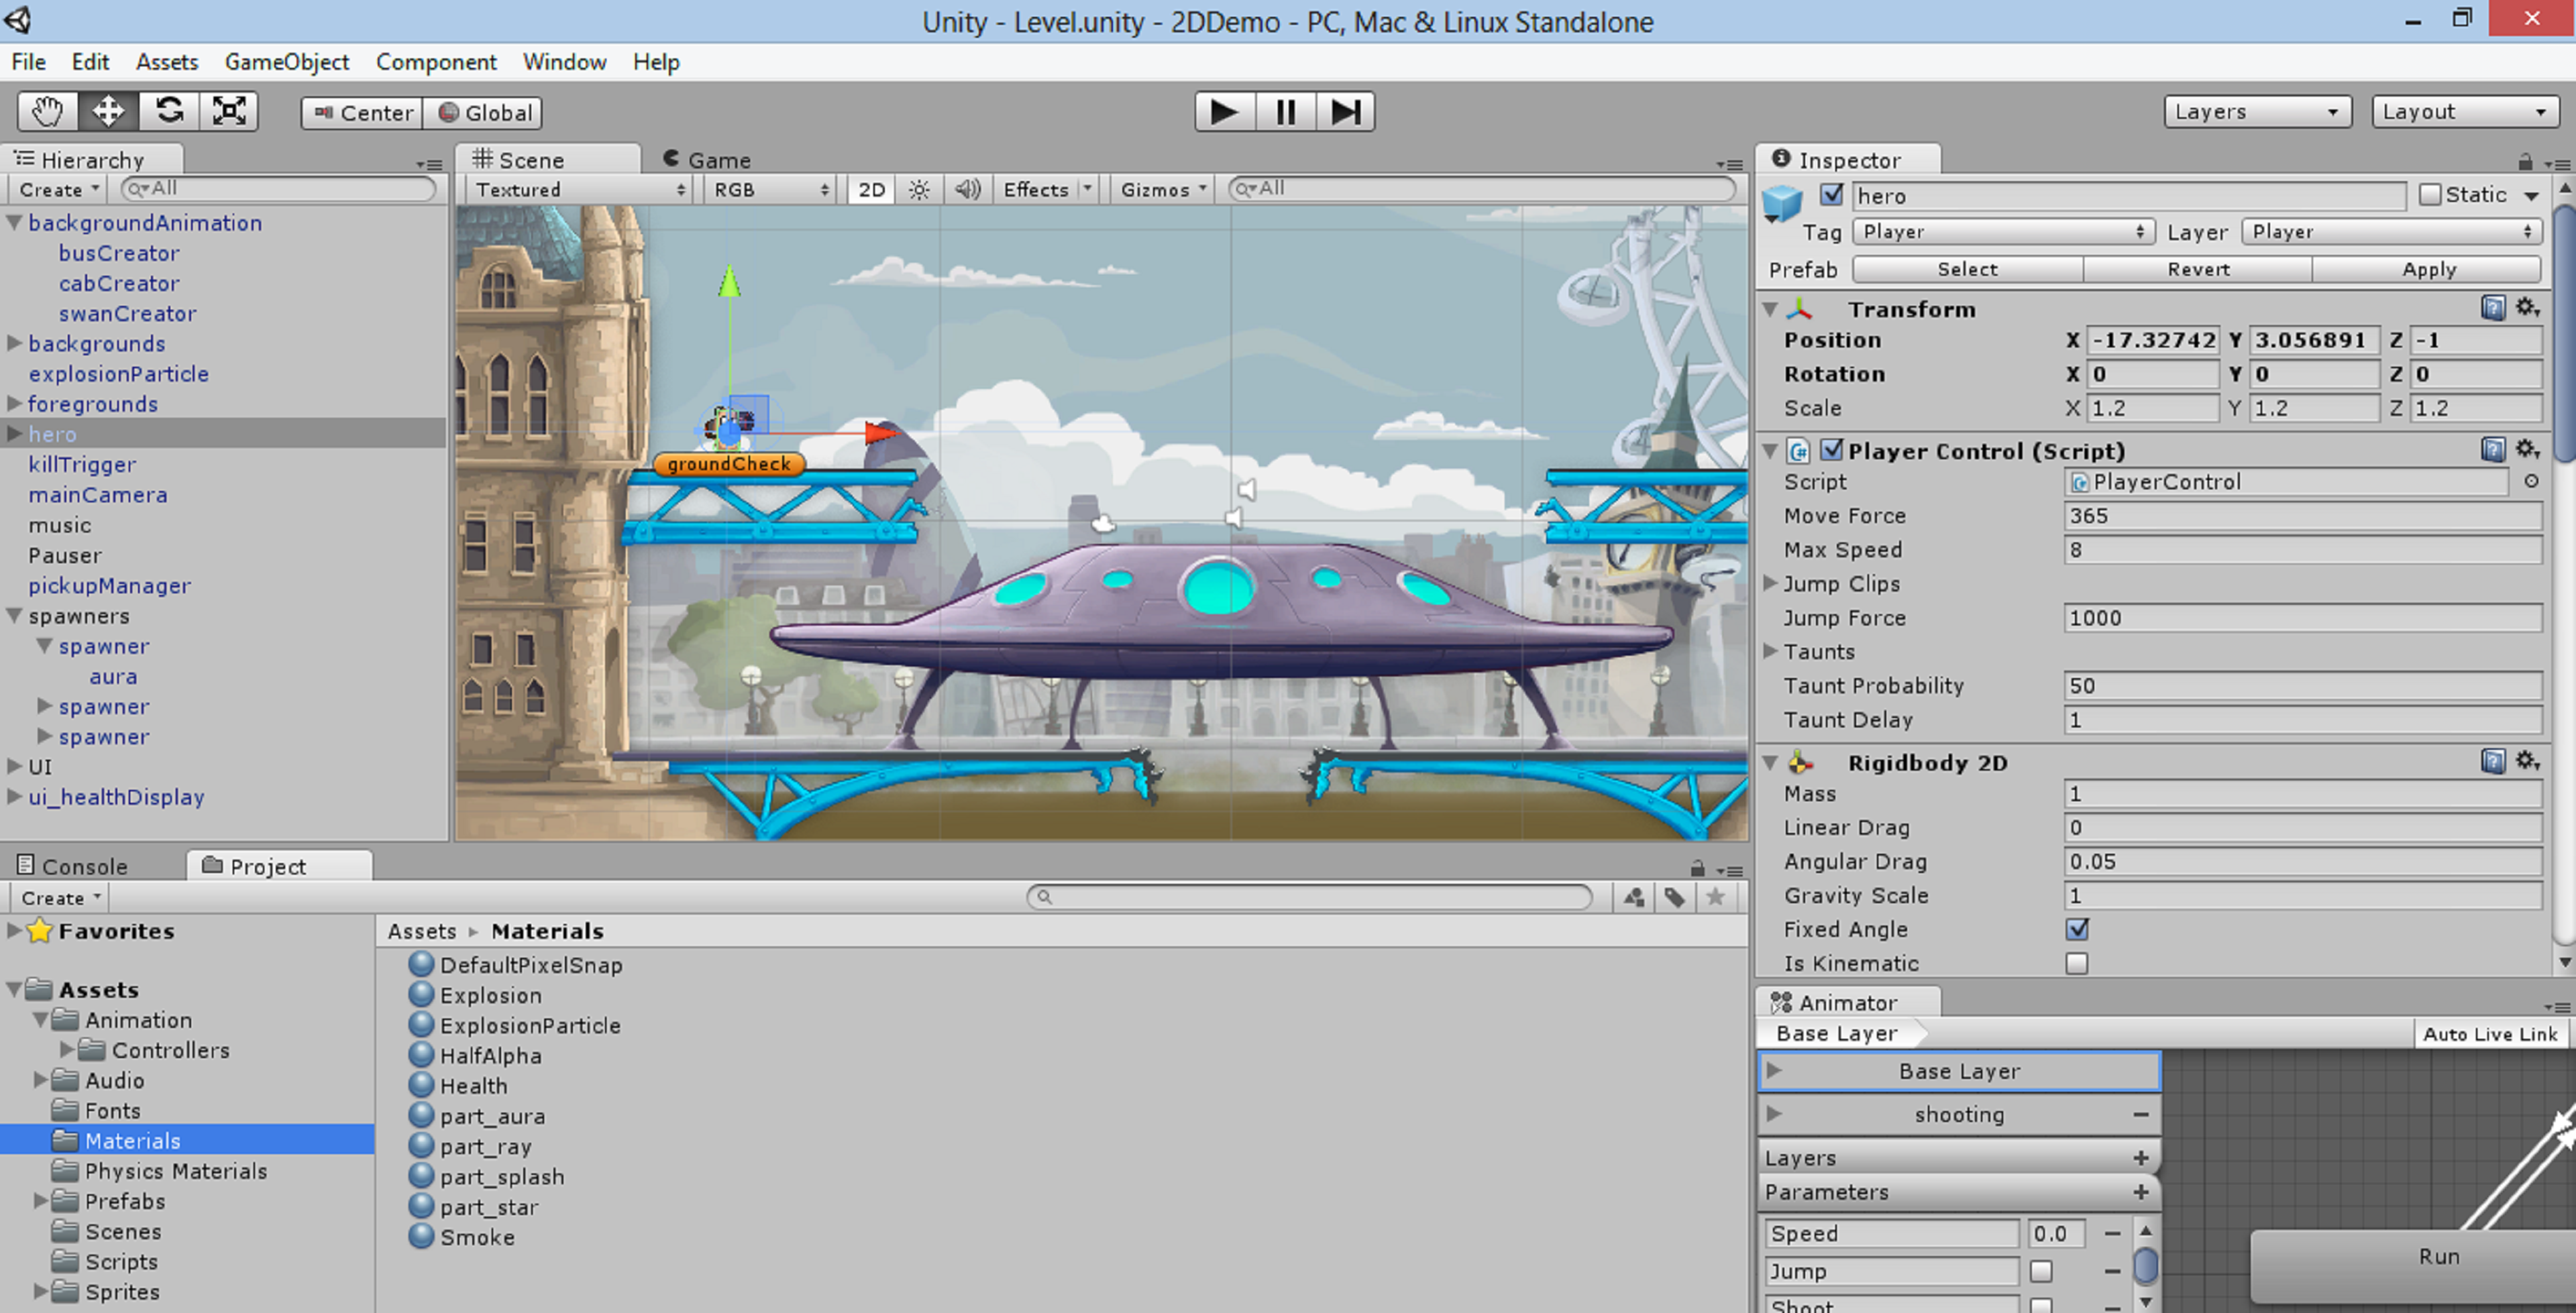 Unity - Level.unity - 2DDemo - PC, Mac & Linux Standalone
File Edit Assets GameObject Component Window Help
Center Global
Layers Layout
Hierarchy
Create All
backgroundAnimation
busCreator
cabCreator
swanCreator
backgrounds
explosionParticle
foregrounds
hero
killTrigger
mainCamera
music
Pauser
pickupManager
spawners
spawner
aura
spawner
spawner
UI
ui_healthDisplay
Scene Game
Textured RGB 2D Effects Gizmos All
groundCheck
Inspector
hero Static
Tag Player Layer Player
Prefab Select Revert Apply
Transform
Position X -17.32742 Y 3.056891 Z -1
Rotation X 0 Y 0 Z 0
Scale X 1.2 Y 1.2 Z 1.2
Player Control (Script)
Script PlayerControl
Move Force 365
Max Speed 8
Jump Clips
Jump Force 1000
Taunts
Taunt Probability 50
Taunt Delay 1
Rigidbody 2D
Mass 1
Linear Drag 0
Angular Drag 0.05
Gravity Scale 1
Fixed Angle
Is Kinematic
Console Project
Create
Favorites
Assets
Animation
Controllers
Audio
Fonts
Materials
Physics Materials
Prefabs
Scenes
Scripts
Sprites
Assets Materials
DefaultPixelSnap
Explosion
ExplosionParticle
HalfAlpha
Health
part_aura
part_ray
part_splash
part_star
Smoke
Animator
Base Layer Auto Live Link
Base Layer
shooting
Layers
Parameters
Speed 0.0
Jump
Shoot
Run